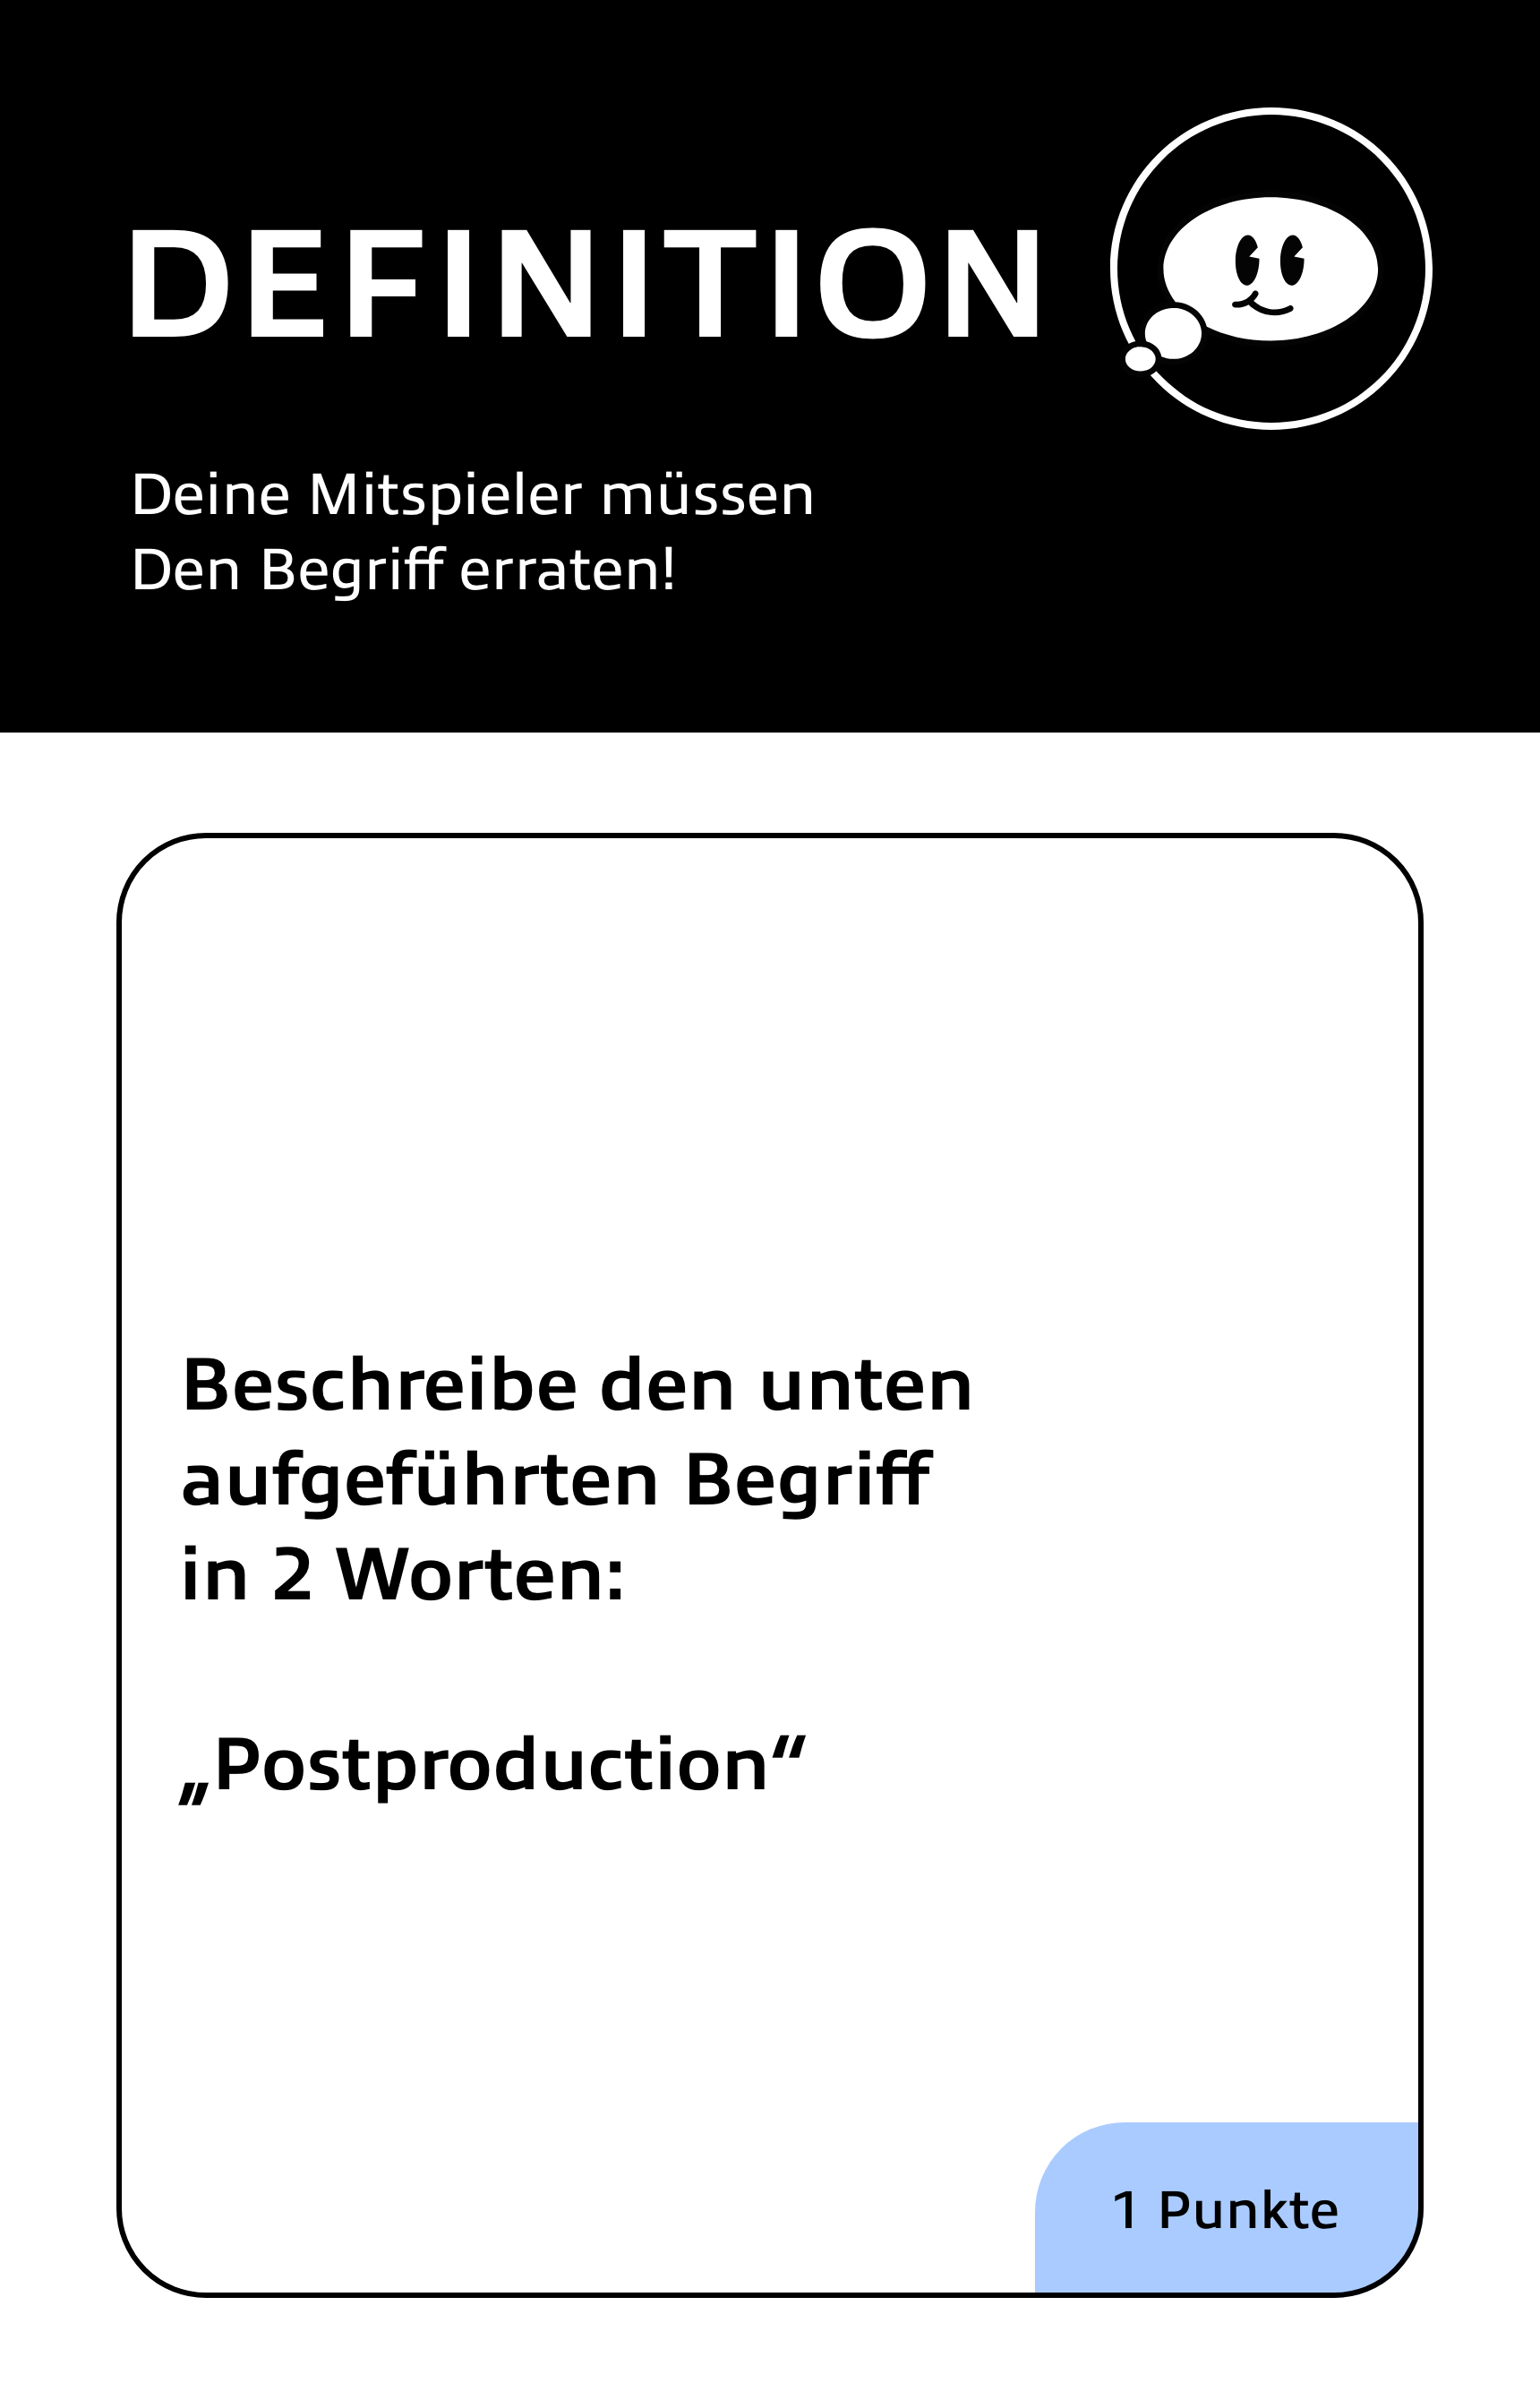 DEFINITION
Deine Mitspieler müssen
Den Begriff erraten!
Beschreibe den unten
aufgeführten Begriff
in 2 Worten:
„Postproduction“
1 Punkte